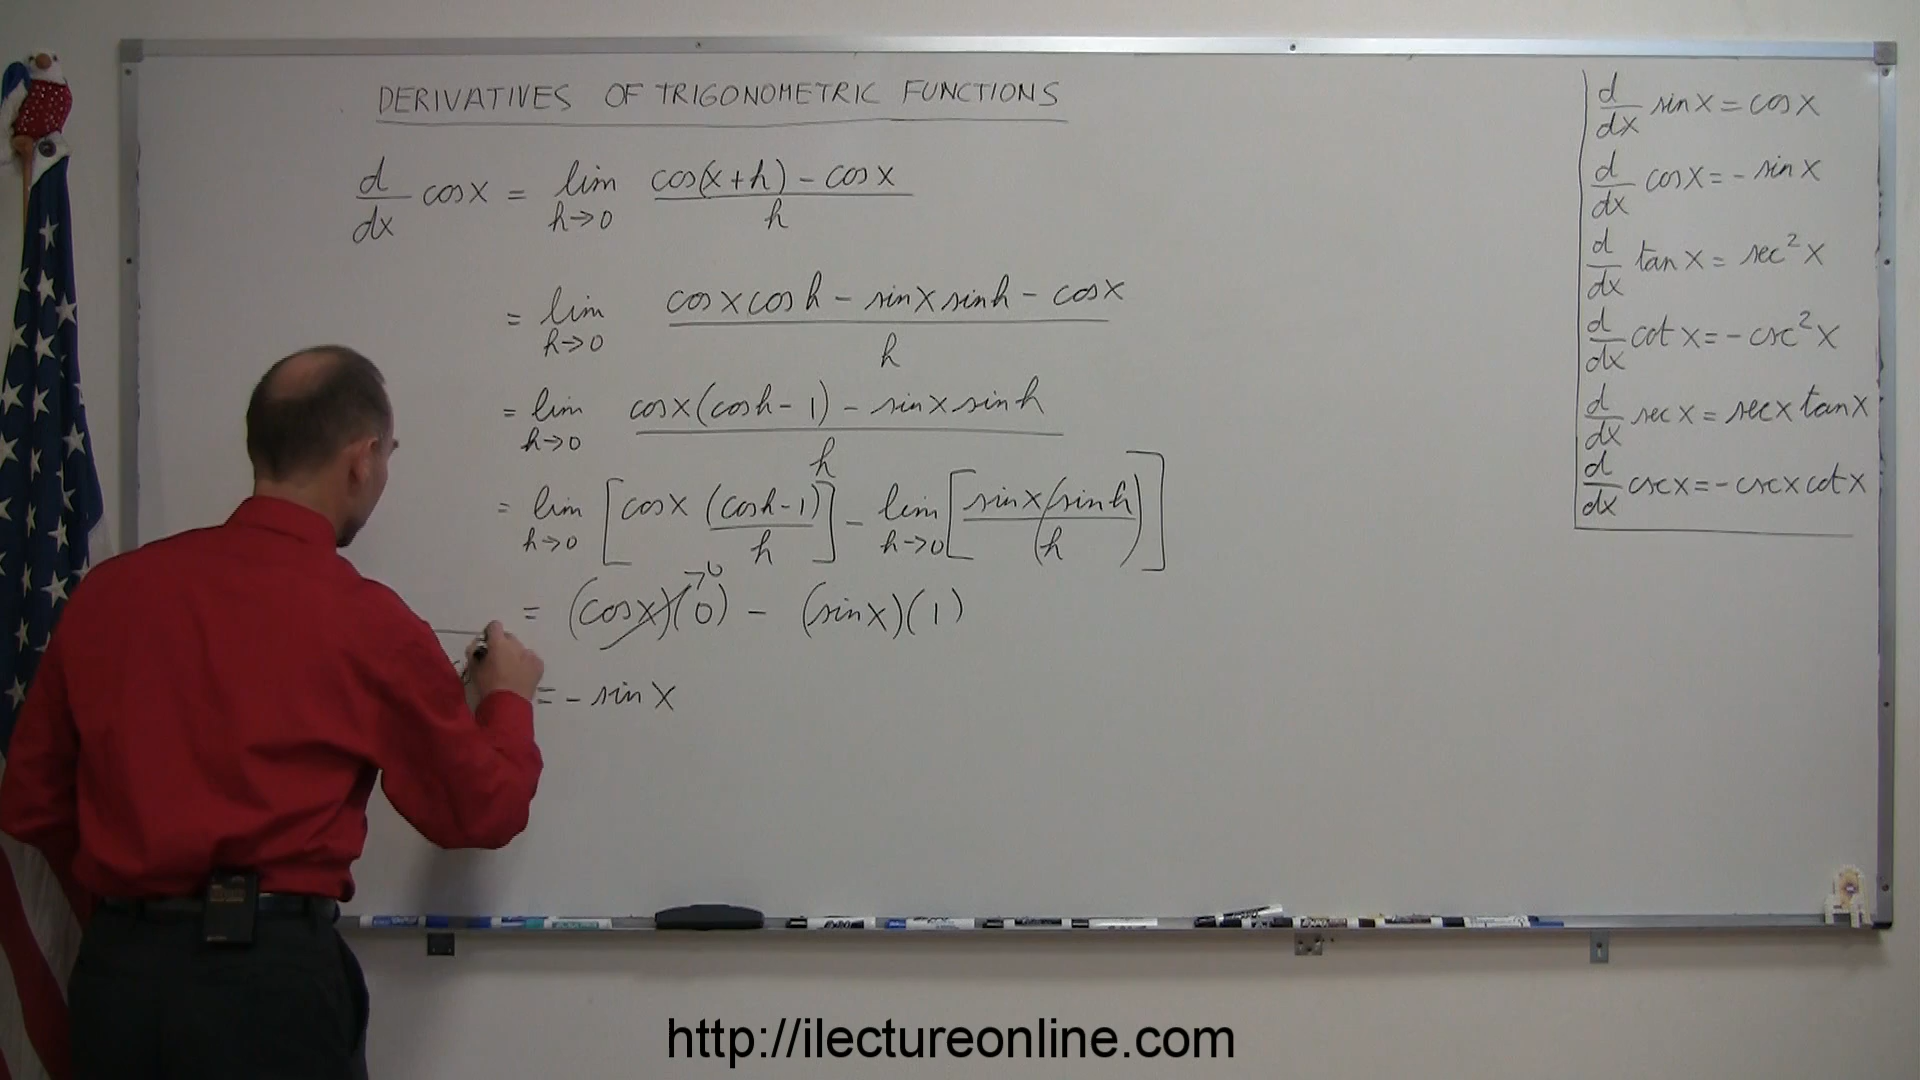 DERIVATIVES OF TRIGONOMETRIC FUNCTIONS
d/dx cos x = lim h→0 (cos(x+h) - cos x)/h
= lim h→0 (cos x cos h - sin x sin h - cos x)/h
= lim h→0 (cos x (cos h - 1) - sin x sin h)/h
= lim h→0 [cos x (cos h - 1)/h] - lim h→0 [sin x (sin h)/(h)]
= (cos x)(0)→0 - (sin x)(1)
= - sin x
d/dx sin x = cos x
d/dx cos x = - sin x
d/dx tan x = sec² x
d/dx cot x = - csc² x
d/dx sec x = sec x tan x
d/dx csc x = - csc x cot x
http://ilectureonline.com